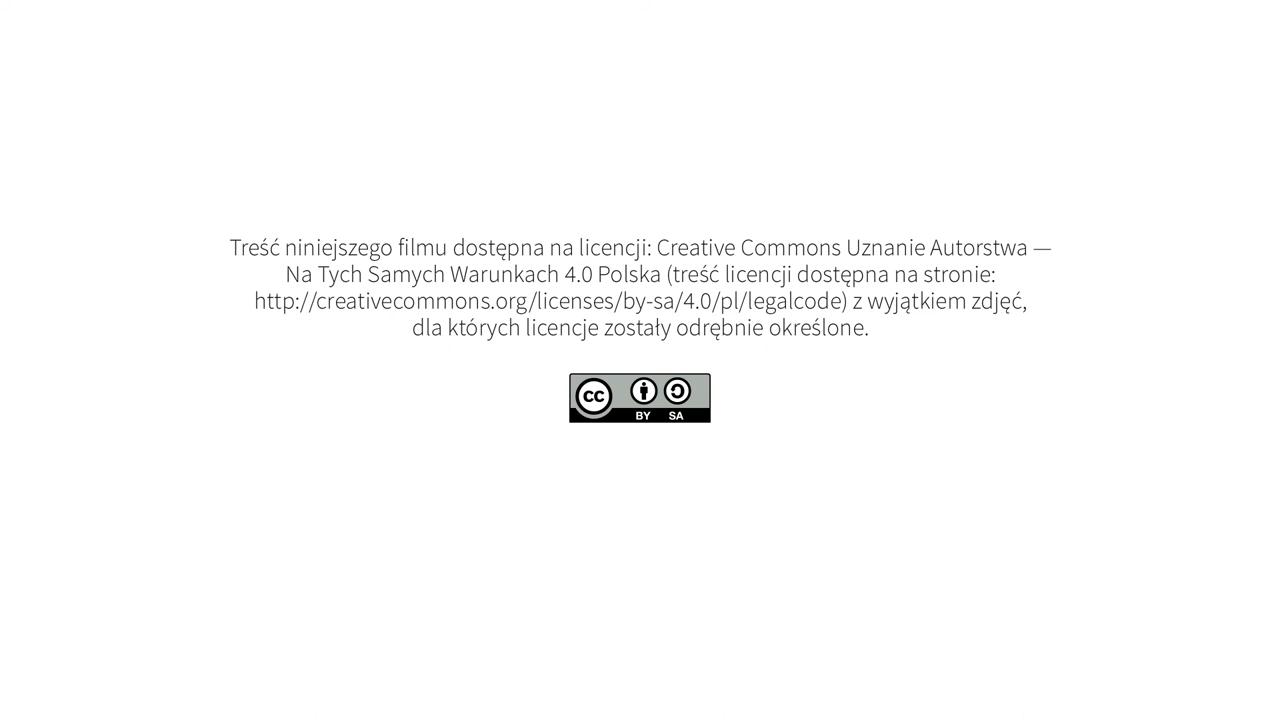 Treść niniejszego filmu dostępna na licencji: Creative Commons Uznanie Autorstwa —
Na Tych Samych Warunkach 4.0 Polska (treść licencji dostępna na stronie:
http://creativecommons.org/licenses/by-sa/4.0/pl/legalcode) z wyjątkiem zdjęć,
dla których licencje zostały odrębnie określone.
cc
BY SA